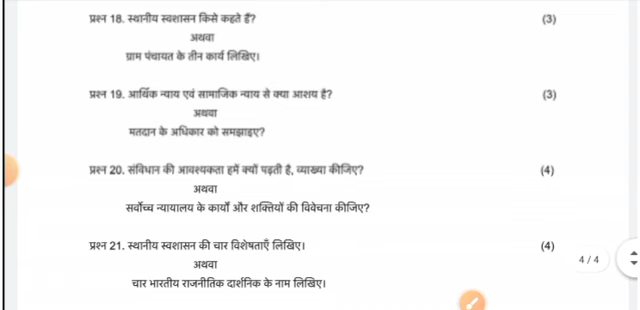 प्रश्न 18. स्थानीय स्वशासन किसे कहते हैं? (3)
अथवा
ग्राम पंचायत के तीन कार्य लिखिए।
प्रश्न 19. आर्थिक न्याय एवं सामाजिक न्याय से क्या आशय है? (3)
अथवा
मतदान के अधिकार को समझाइए?
प्रश्न 20. संविधान की आवश्यकता हमें क्यों पड़ती है, व्याख्या कीजिए? (4)
अथवा
सर्वोच्च न्यायालय के कार्यों और शक्तियों की विवेचना कीजिए?
प्रश्न 21. स्थानीय स्वशासन की चार विशेषताएँ लिखिए। (4)
अथवा
4 / 4
चार भारतीय राजनीतिक दार्शनिक के नाम लिखिए।